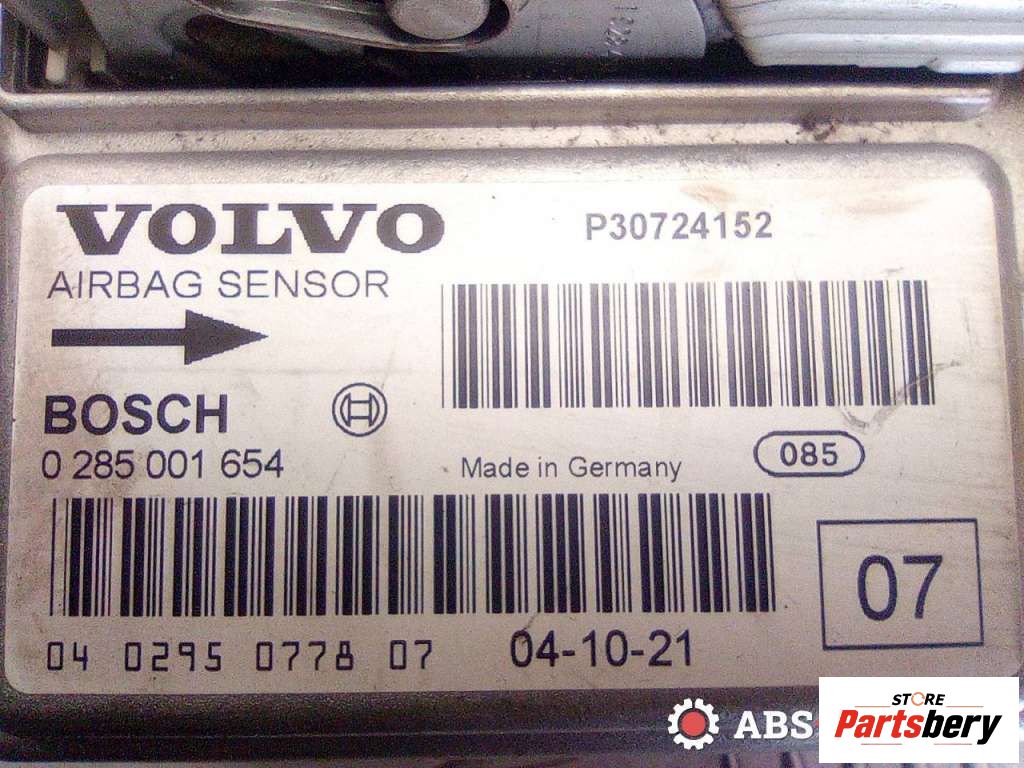 VOLVO
P30724152
AIRBAG SENSOR
BOSCH
0 285 001 654
Made in Germany
085
07
04 0295 0778 07
04-10-21
ABS
STORE
Partsbery